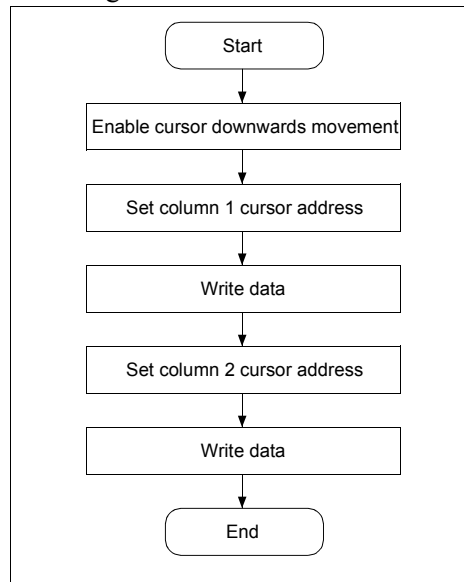 Start
Enable cursor downwards movement
Set column 1 cursor address
Write data
Set column 2 cursor address
Write data
End